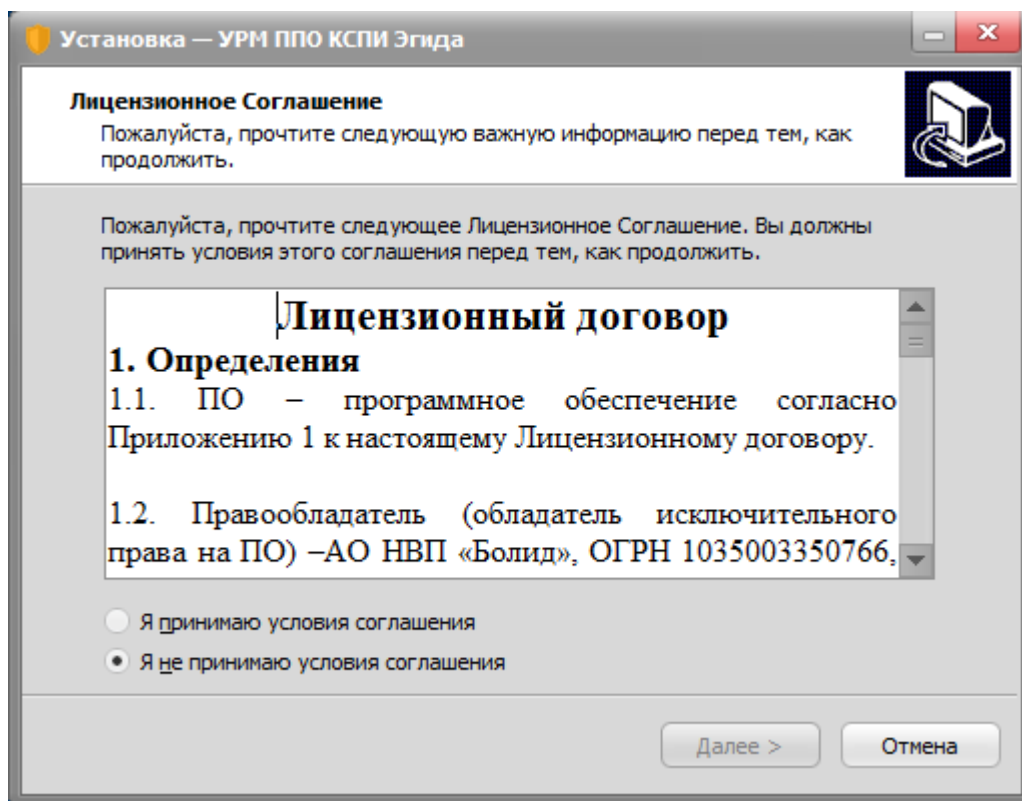 Установка — УРМ ППО КСПИ Эгида
Лицензионное Соглашение
Пожалуйста, прочтите следующую важную информацию перед тем, как
продолжить.
Пожалуйста, прочтите следующее Лицензионное Соглашение. Вы должны
принять условия этого соглашения перед тем, как продолжить.
Лицензионный договор
1. Определения
1.1. ПО – программное обеспечение согласно
Приложению 1 к настоящему Лицензионному договору.
1.2. Правообладатель (обладатель исключительного
права на ПО) –АО НВП «Болид», ОГРН 1035003350766,
Я принимаю условия соглашения
Я не принимаю условия соглашения
Далее >
Отмена